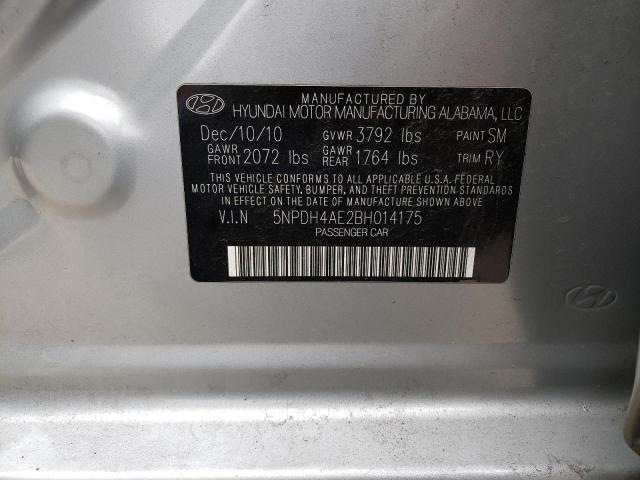 MANUFACTURED BY
HYUNDAI MOTOR MANUFACTURING ALABAMA, LLC
Dec/10/10 GVWR 3792 lbs PAINT SM
GAWR FRONT 2072 lbs GAWR REAR 1764 lbs TRIM RY
THIS VEHICLE CONFORMS TO ALL APPLICABLE U.S.A. FEDERAL
MOTOR VEHICLE SAFETY, BUMPER, AND THEFT PREVENTION STANDARDS
IN EFFECT ON THE DATE OF MANUFACTURE SHOWN ABOVE
V.I.N 5NPDH4AE2BH014175
PASSENGER CAR